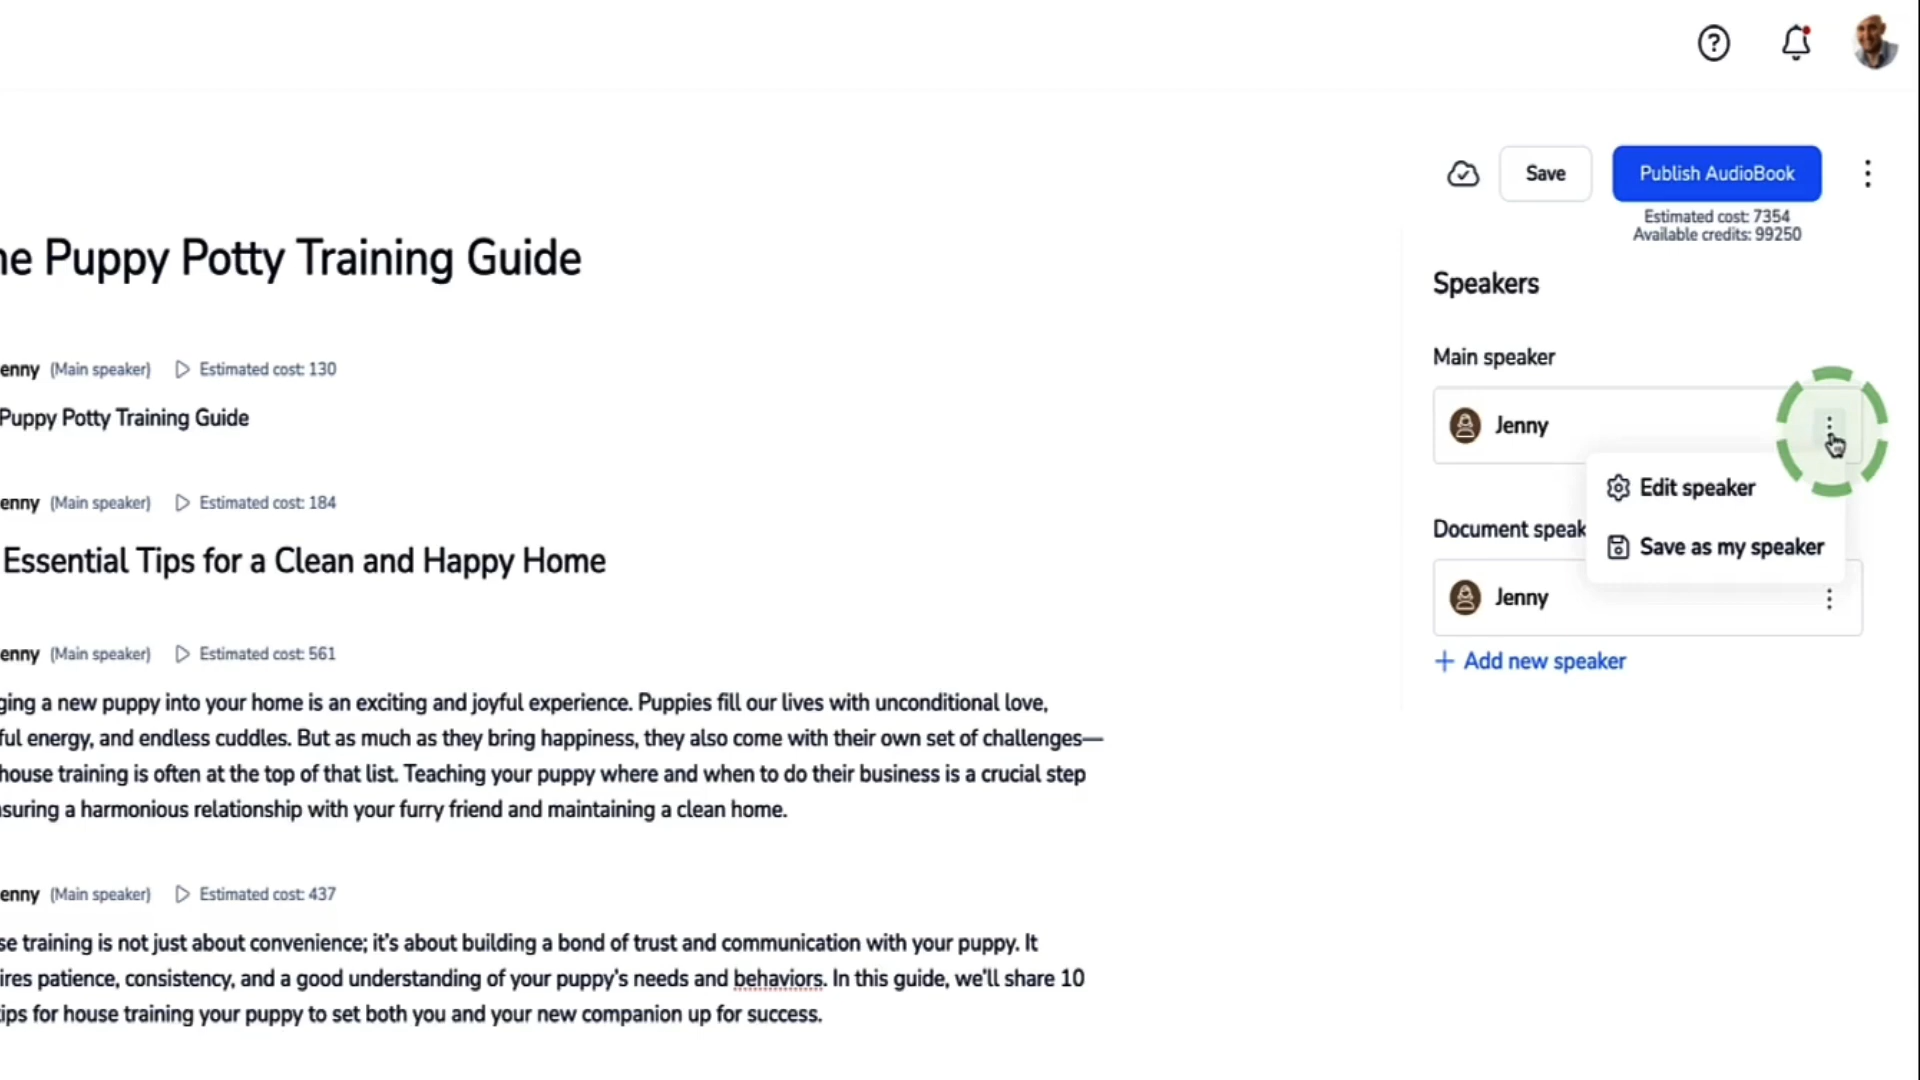 Save
Publish AudioBook
Estimated cost: 7354
Available credits: 99250
ne Puppy Potty Training Guide
enny (Main speaker) Estimated cost: 130
Puppy Potty Training Guide
enny (Main speaker) Estimated cost: 184
Essential Tips for a Clean and Happy Home
enny (Main speaker) Estimated cost: 561
ging a new puppy into your home is an exciting and joyful experience. Puppies fill our lives with unconditional love,
ful energy, and endless cuddles. But as much as they bring happiness, they also come with their own set of challenges—
house training is often at the top of that list. Teaching your puppy where and when to do their business is a crucial step
nsuring a harmonious relationship with your furry friend and maintaining a clean home.
enny (Main speaker) Estimated cost: 437
se training is not just about convenience; it's about building a bond of trust and communication with your puppy. It
ires patience, consistency, and a good understanding of your puppy's needs and behaviors. In this guide, we'll share 10
tips for house training your puppy to set both you and your new companion up for success.
Speakers
Main speaker
Jenny
Edit speaker
Save as my speaker
Document speak
Jenny
+ Add new speaker